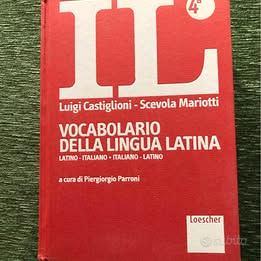 IL
4ª
Luigi Castiglioni - Scevola Mariotti
VOCABOLARIO
DELLA LINGUA LATINA
LATINO - ITALIANO • ITALIANO - LATINO
a cura di Piergiorgio Parroni
Loescher
subito